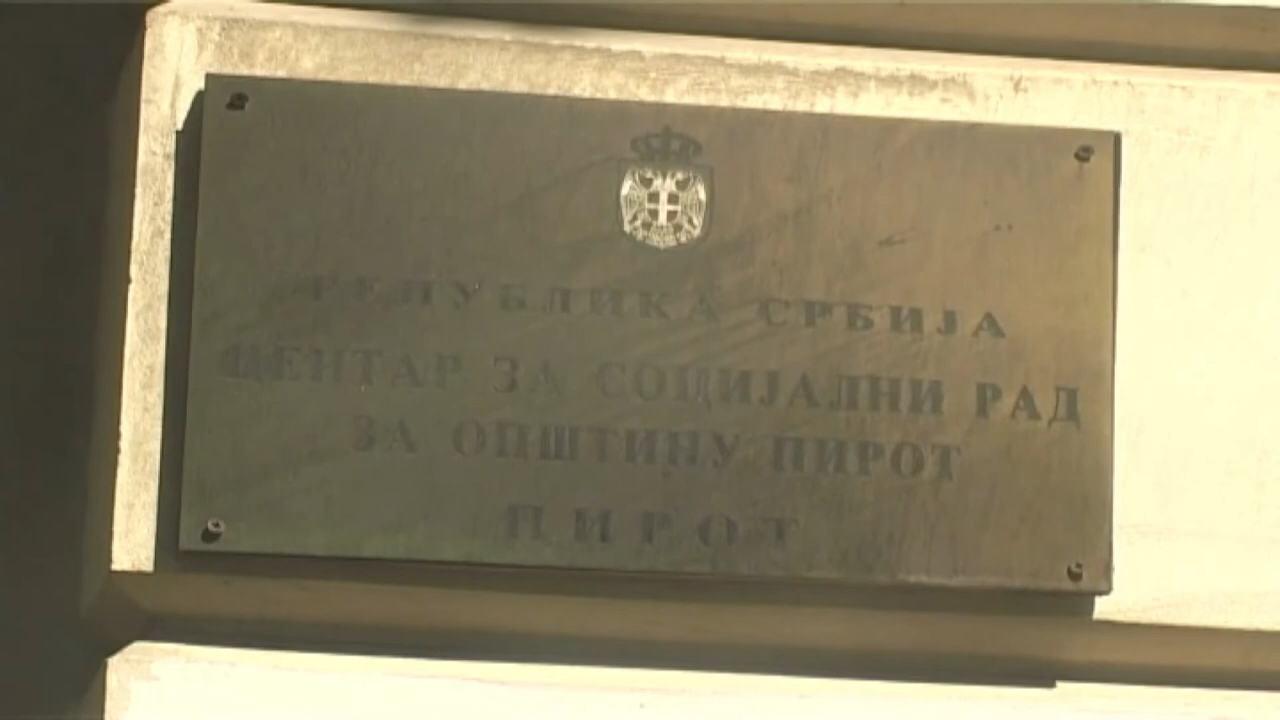 РЕПУБЛИКА СРБИЈА
ЦЕНТАР ЗА СОЦИЈАЛНИ РАД
ЗА ОПШТИНУ ПИРОТ
ПИРОТ